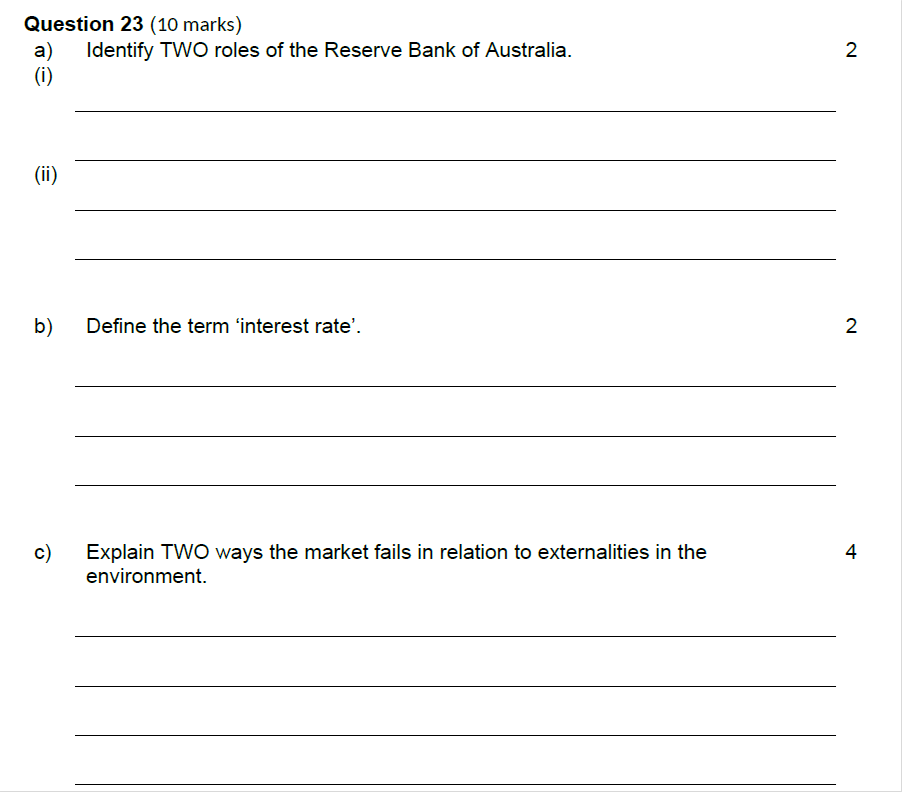 Question 23 (10 marks)
a) Identify TWO roles of the Reserve Bank of Australia. 2
(i)
(ii)
b) Define the term ‘interest rate’. 2
c) Explain TWO ways the market fails in relation to externalities in the 4
environment.